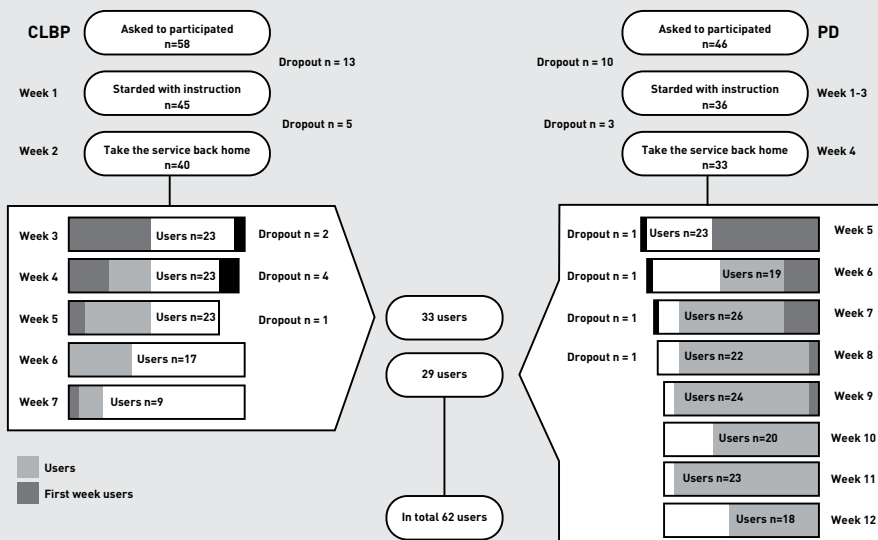 CLBP
Asked to participated
n=58
Dropout n = 13
Week 1
Starded with instruction
n=45
Dropout n = 5
Week 2
Take the service back home
n=40
Week 3
Users n=23
Dropout n = 2
Week 4
Users n=23
Dropout n = 4
Week 5
Users n=23
Dropout n = 1
Week 6
Users n=17
Week 7
Users n=9
Users
First week users
33 users
29 users
In total 62 users
PD
Asked to participated
n=46
Dropout n = 10
Starded with instruction
n=36
Week 1-3
Dropout n = 3
Take the service back home
n=33
Week 4
Dropout n = 1
Users n=23
Week 5
Dropout n = 1
Users n=19
Week 6
Dropout n = 1
Users n=26
Week 7
Dropout n = 1
Users n=22
Week 8
Users n=24
Week 9
Users n=20
Week 10
Users n=23
Week 11
Users n=18
Week 12